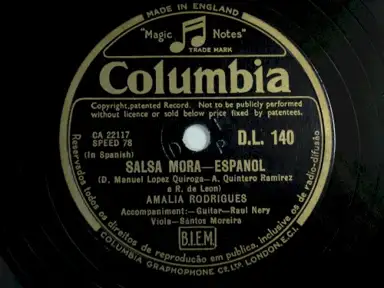 MADE IN ENGLAND
"Magic Notes"
TRADE MARK
Columbia
Copyright, patented Record. Not to be publicly performed
without licence or sold below price fixed by patentees.
CA 22117
SPEED 78
D.L. 140
(In Spanish)
SALSA MORA—ESPANOL
(D. Manuel Lopez Quiroga—A. Quintero Ramirez
e R. de Leon)
AMALIA RODRIGUES
Accompaniment:—Guitar—Raul Nery
Viola—Santos Moreira
B.I.E.M.
Reservados todos os direitos de reprodução em publico, inclusive os de radio-difusão
COLUMBIA GRAPHOPHONE CO. LTD. LONDON E.C.1.